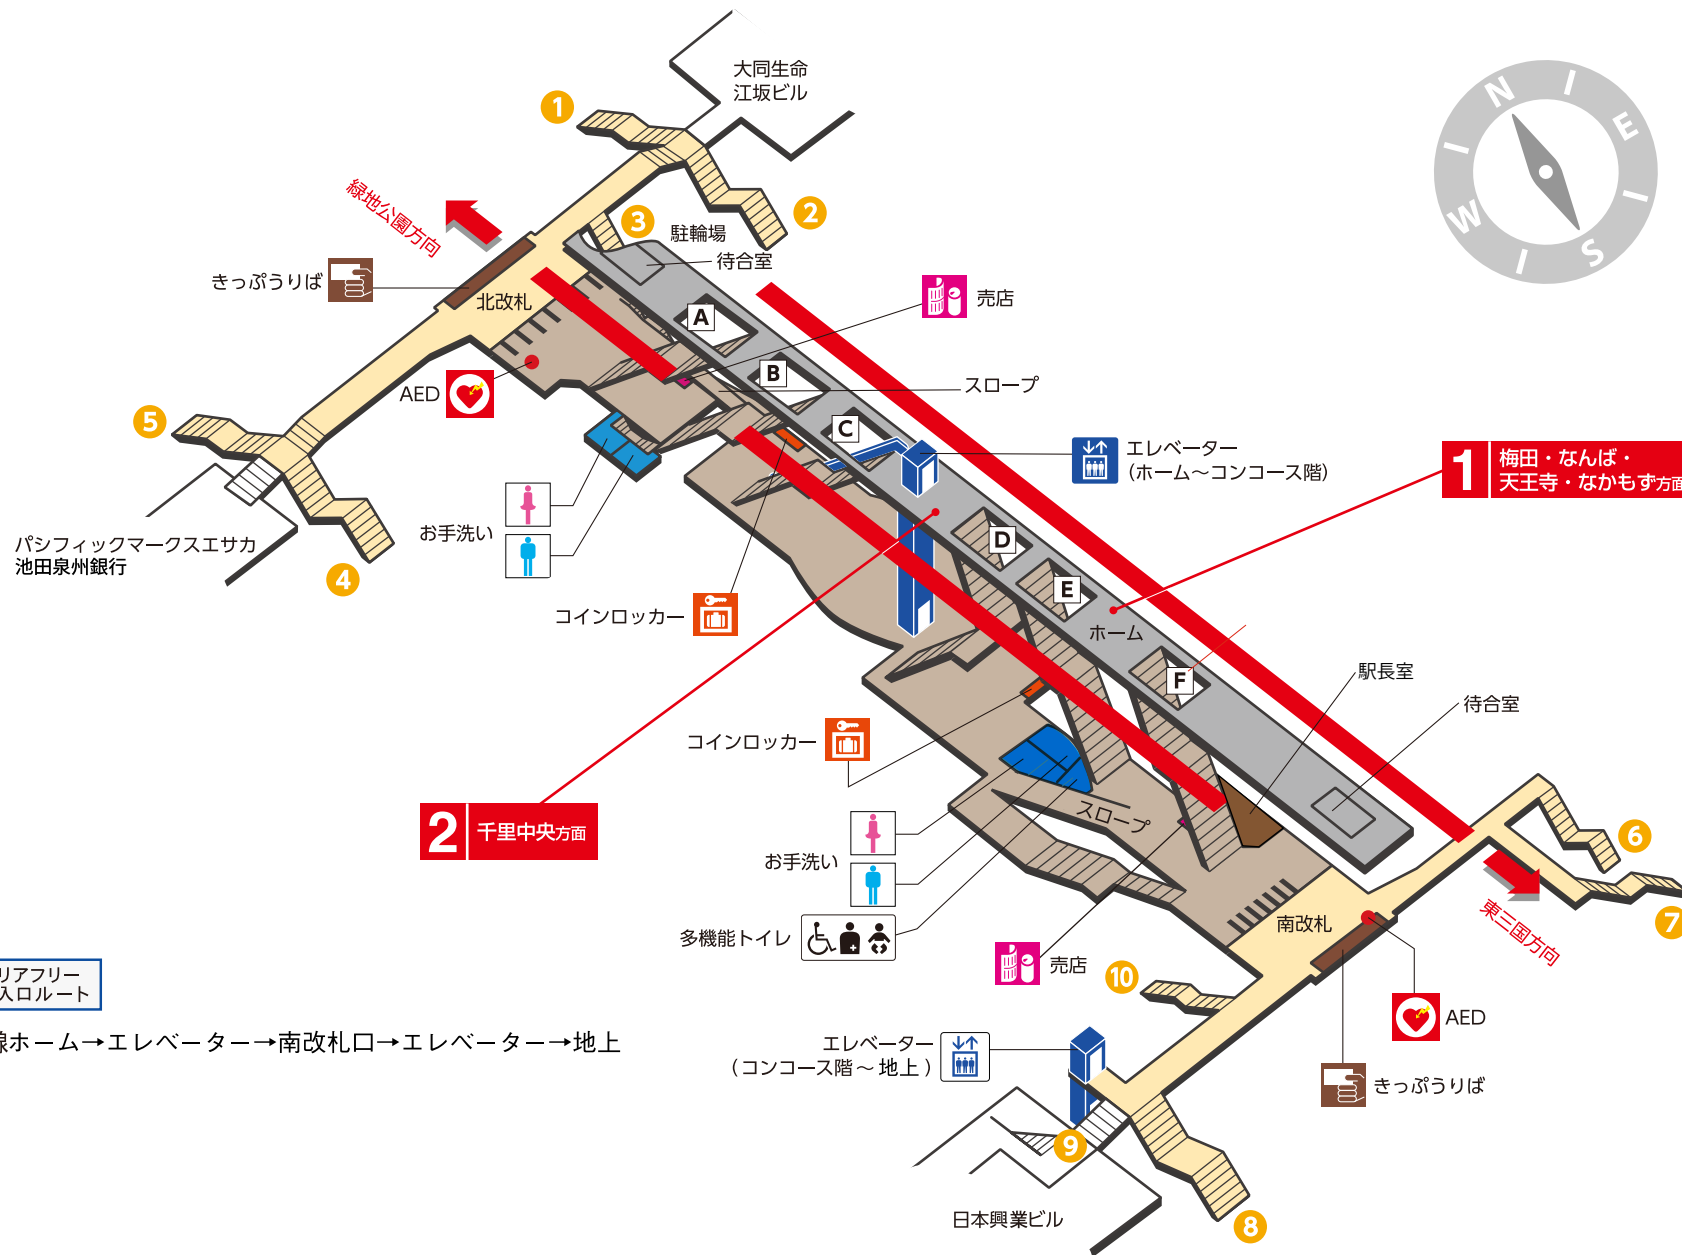 大同生命
江坂ビル
1
N
E
S
W
緑地公園方向
2
3
駐輪場
待合室
きっぷうりば
北改札
A
売店
B
スロープ
AED
C
5
エレベーター
(ホーム～コンコース階)
1
梅田・なんば・
天王寺・なかもず方面
お手洗い
D
パシフィックマークスエサカ
池田泉州銀行
4
E
コインロッカー
ホーム
F
駅長室
待合室
コインロッカー
2
千里中央方面
スロープ
お手洗い
6
7
東三国方向
南改札
多機能トイレ
売店
10
リアフリー
入口ルート
AED
線ホーム→エレベーター→南改札口→エレベーター→地上
エレベーター
(コンコース階～地上)
きっぷうりば
9
日本興業ビル
8